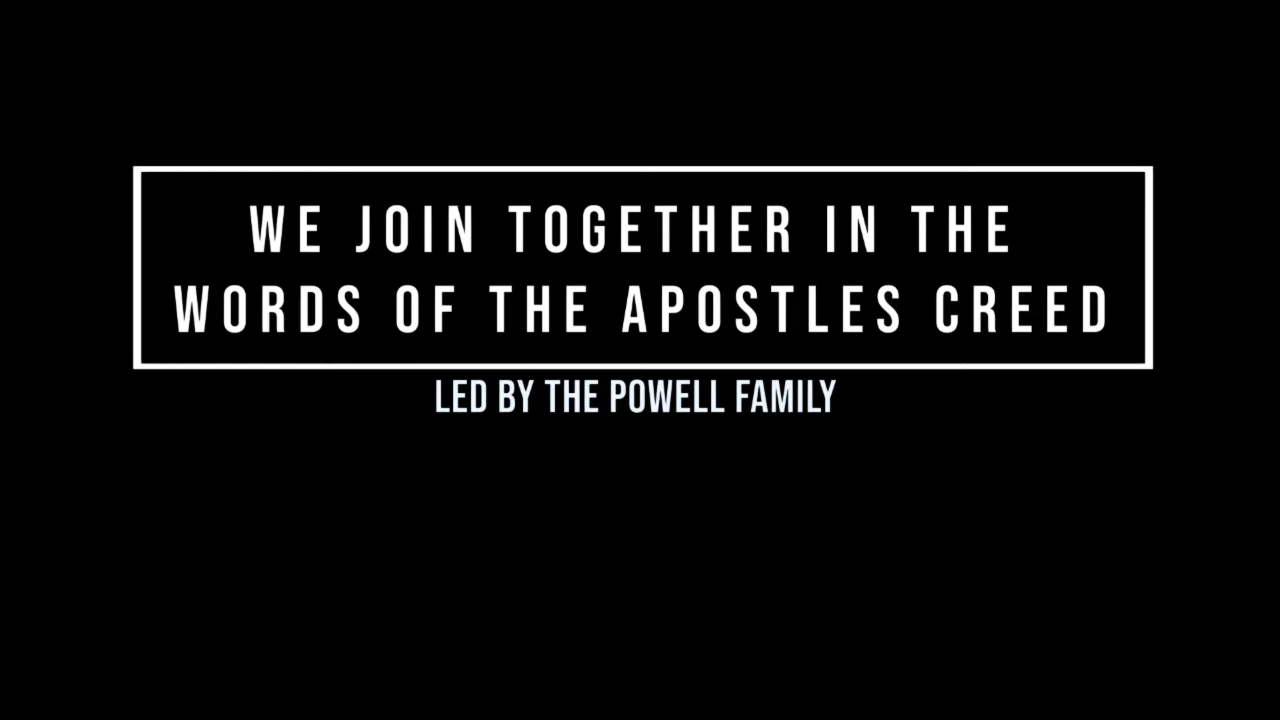 WE JOIN TOGETHER IN THE
WORDS OF THE APOSTLES CREED
LED BY THE POWELL FAMILY